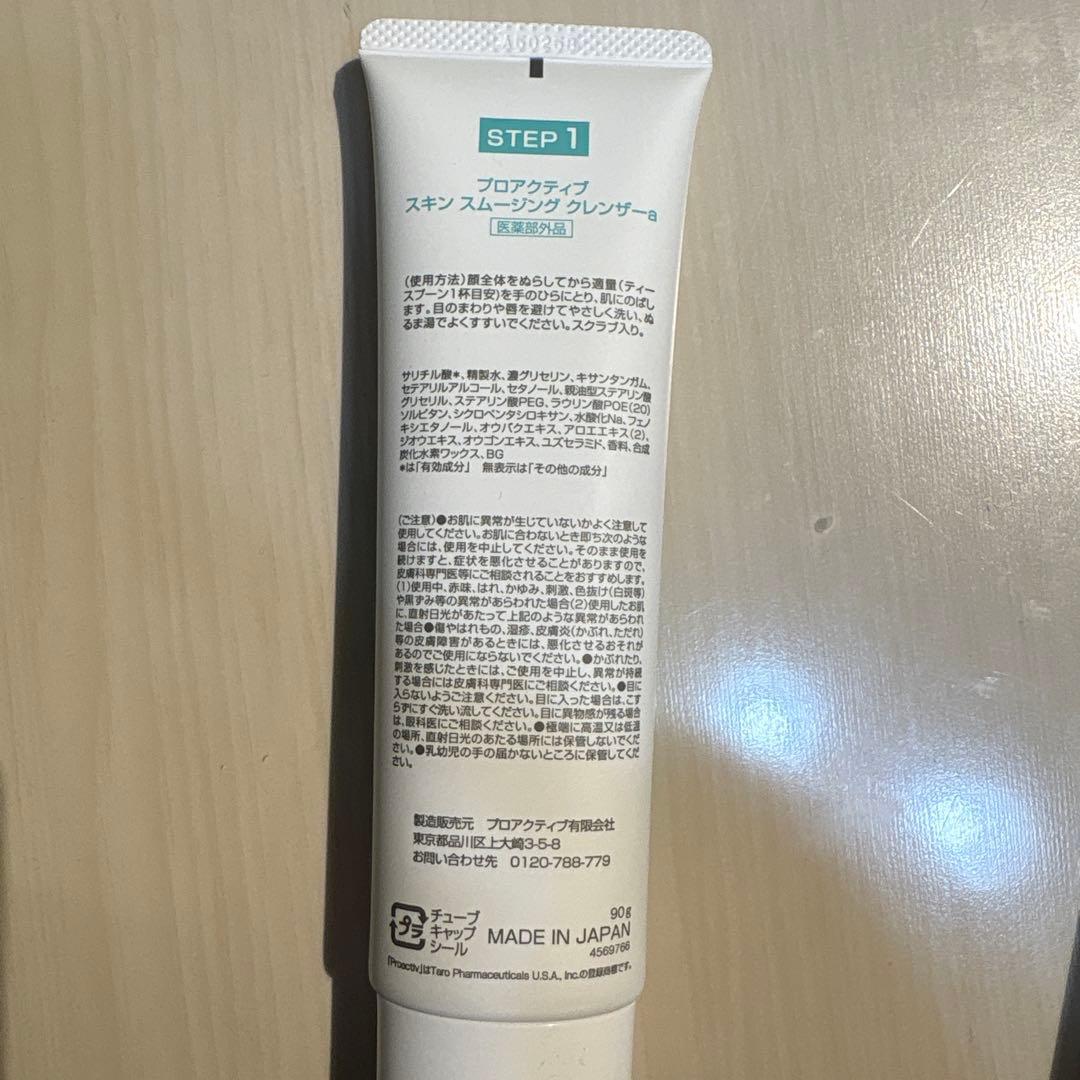 A60258
STEP 1
プロアクティブ
スキン スムージング クレンザーa
医薬部外品
(使用方法)顔全体をぬらしてから適量(ティー
スプーン1杯目安)を手のひらにとり、肌にのばし
ます。目のまわりや唇を避けてやさしく洗い、ぬ
るま湯でよくすすいでください。スクラブ入り。
サリチル酸*、精製水、濃グリセリン、キサンタンガム、
セテアリルアルコール、セタノール、親油型ステアリン酸
グリセリル、ステアリン酸PEG、ラウリン酸POE(20)
ソルビタン、シクロペンタシロキサン、水酸化Na、フェノ
キシエタノール、オウバクエキス、アロエエキス(2)、
ジオウエキス、オウゴンエキス、ユズセラミド、香料、合成
炭化水素ワックス、BG
*は「有効成分」 無表示は「その他の成分」
(ご注意)●お肌に異常が生じていないかよく注意して
使用してください。お肌に合わないとき即ち次のような
場合には、使用を中止してください。そのまま使用を
続けますと、症状を悪化させることがありますので、
皮膚科専門医等にご相談されることをおすすめします。
(1)使用中、赤味、はれ、かゆみ、刺激、色抜け(白斑等)
や黒ずみ等の異常があらわれた場合(2)使用したお肌
に、直射日光があたって上記のような異常があらわれ
た場合●傷やはれもの、湿疹、皮膚炎(かぶれ、ただれ)
等の皮膚障害があるときには、悪化させるおそれが
あるのでご使用にならないでください。●かぶれたり、
刺激を感じたときには、ご使用を中止し、異常が持続
する場合には皮膚科専門医にご相談ください。●目に
入らないようご注意ください。目に入った場合は、こす
らずにすぐ洗い流してください。目に異物感が残る場合
は、眼科医にご相談ください。●極端に高温又は低温
の場所、直射日光のあたる場所には保管しないでくだ
さい。●乳幼児の手の届かないところに保管してくだ
さい。
製造販売元 プロアクティブ有限会社
東京都品川区上大崎3-5-8
お問い合わせ先 0120-788-779
プラ
チューブ
キャップ
シール
90g
MADE IN JAPAN
4569766
「Proactiv」はTaro Pharmaceuticals U.S.A., Inc.の登録商標です。